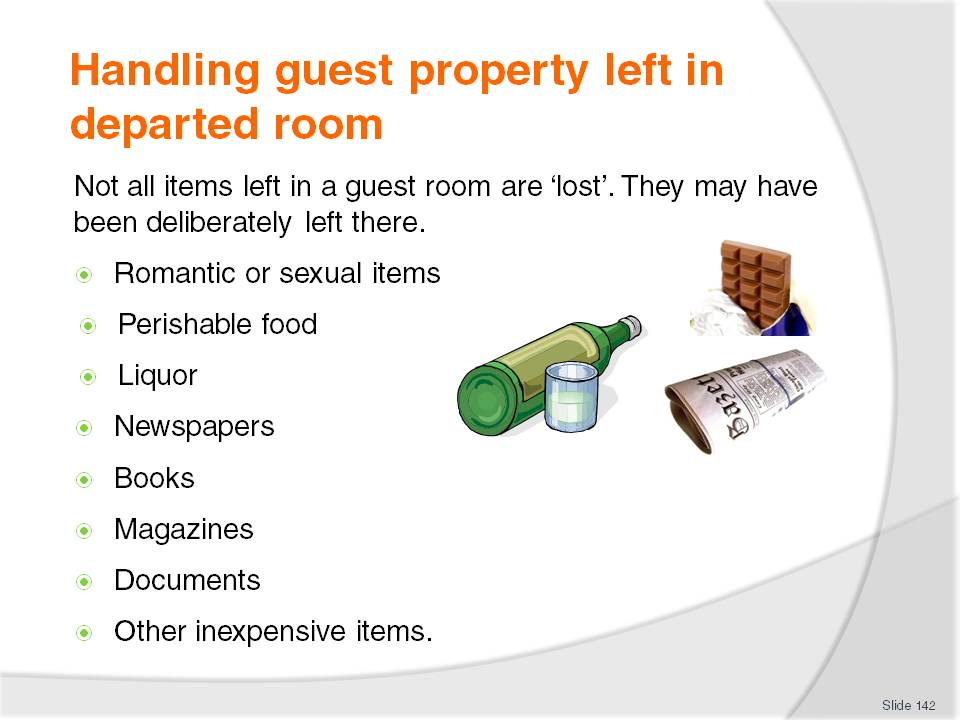 Handling guest property left in
departed room
Not all items left in a guest room are ‘lost’. They may have
been deliberately left there.
Romantic or sexual items
Perishable food
Liquor
Newspapers
Books
Magazines
Documents
Other inexpensive items.
Slide 142